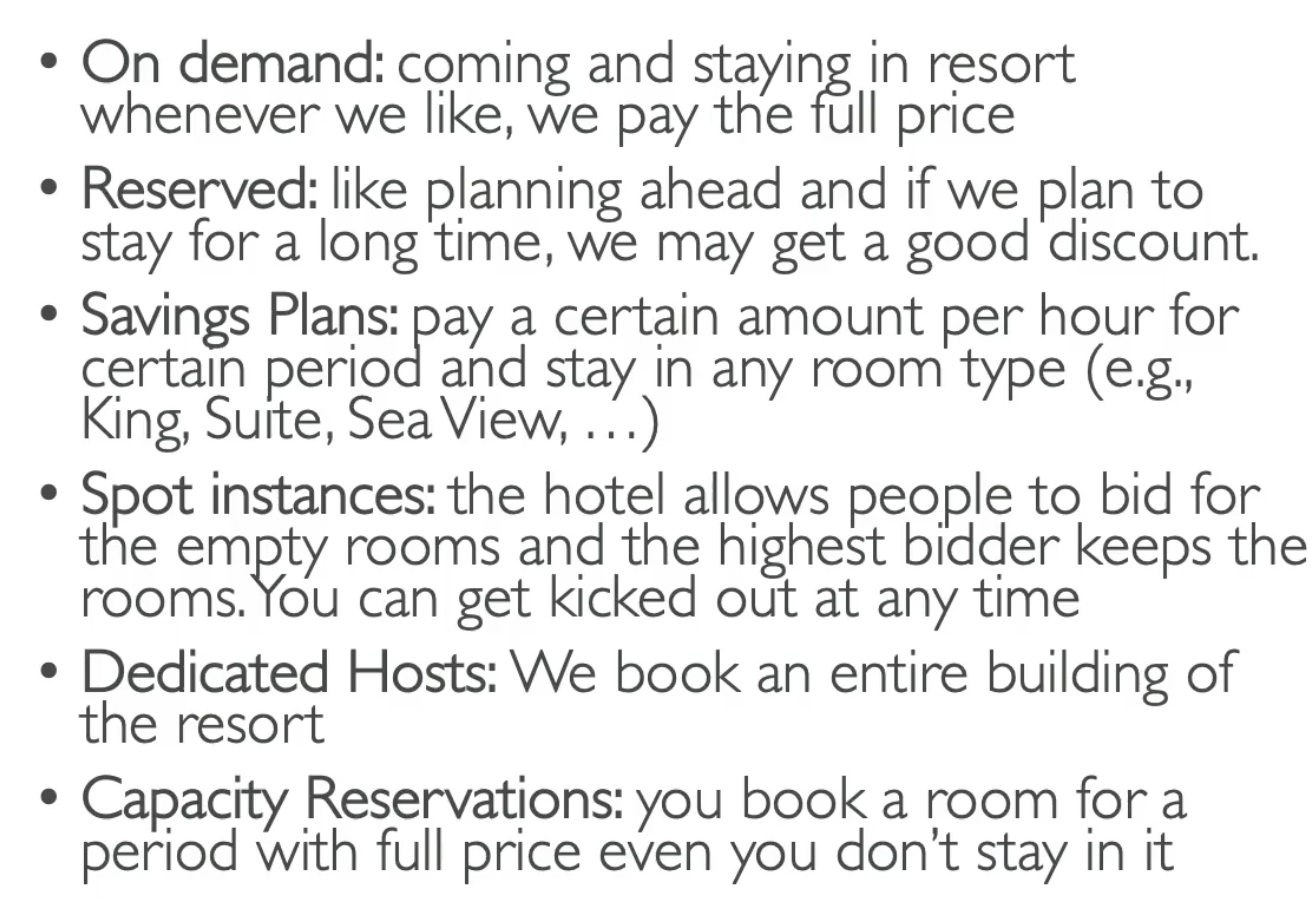 • On demand: coming and staying in resort
whenever we like, we pay the full price
• Reserved: like planning ahead and if we plan to
stay for a long time, we may get a good discount.
• Savings Plans: pay a certain amount per hour for
certain period and stay in any room type (e.g.,
King, Suite, Sea View, …)
• Spot instances: the hotel allows people to bid for
the empty rooms and the highest bidder keeps the
rooms. You can get kicked out at any time
• Dedicated Hosts: We book an entire building of
the resort
• Capacity Reservations: you book a room for a
period with full price even you don’t stay in it